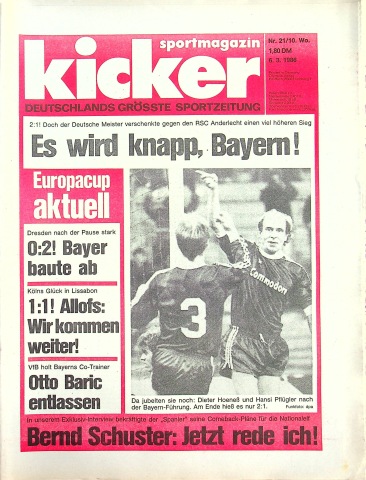 sportmagazin
kicker
DEUTSCHLANDS GRÖSSTE SPORTZEITUNG
Nr. 21/10. Wo.
1,80 DM
6. 3. 1986
2:1! Doch der Deutsche Meister verschenkte gegen den RSC Anderlecht einen viel höheren Sieg
Es wird knapp, Bayern!
Europacup
aktuell
Dresden nach der Pause stark
0:2! Bayer
baute ab
Kölns Glück in Lissabon
1:1! Allofs:
Wir kommen
weiter!
VfB holt Bayerns Co-Trainer
Otto Baric
entlassen
Commodore
3
Da jubelten sie noch: Dieter Hoeneß und Hansi Pflügler nach
der Bayern-Führung. Am Ende hieß es nur 2:1.
Funkfoto: dpa
In unserem Exklusiv-Interview bekräftigte der „Spanier" seine Comeback-Pläne für die Nationalelf
Bernd Schuster: Jetzt rede ich!